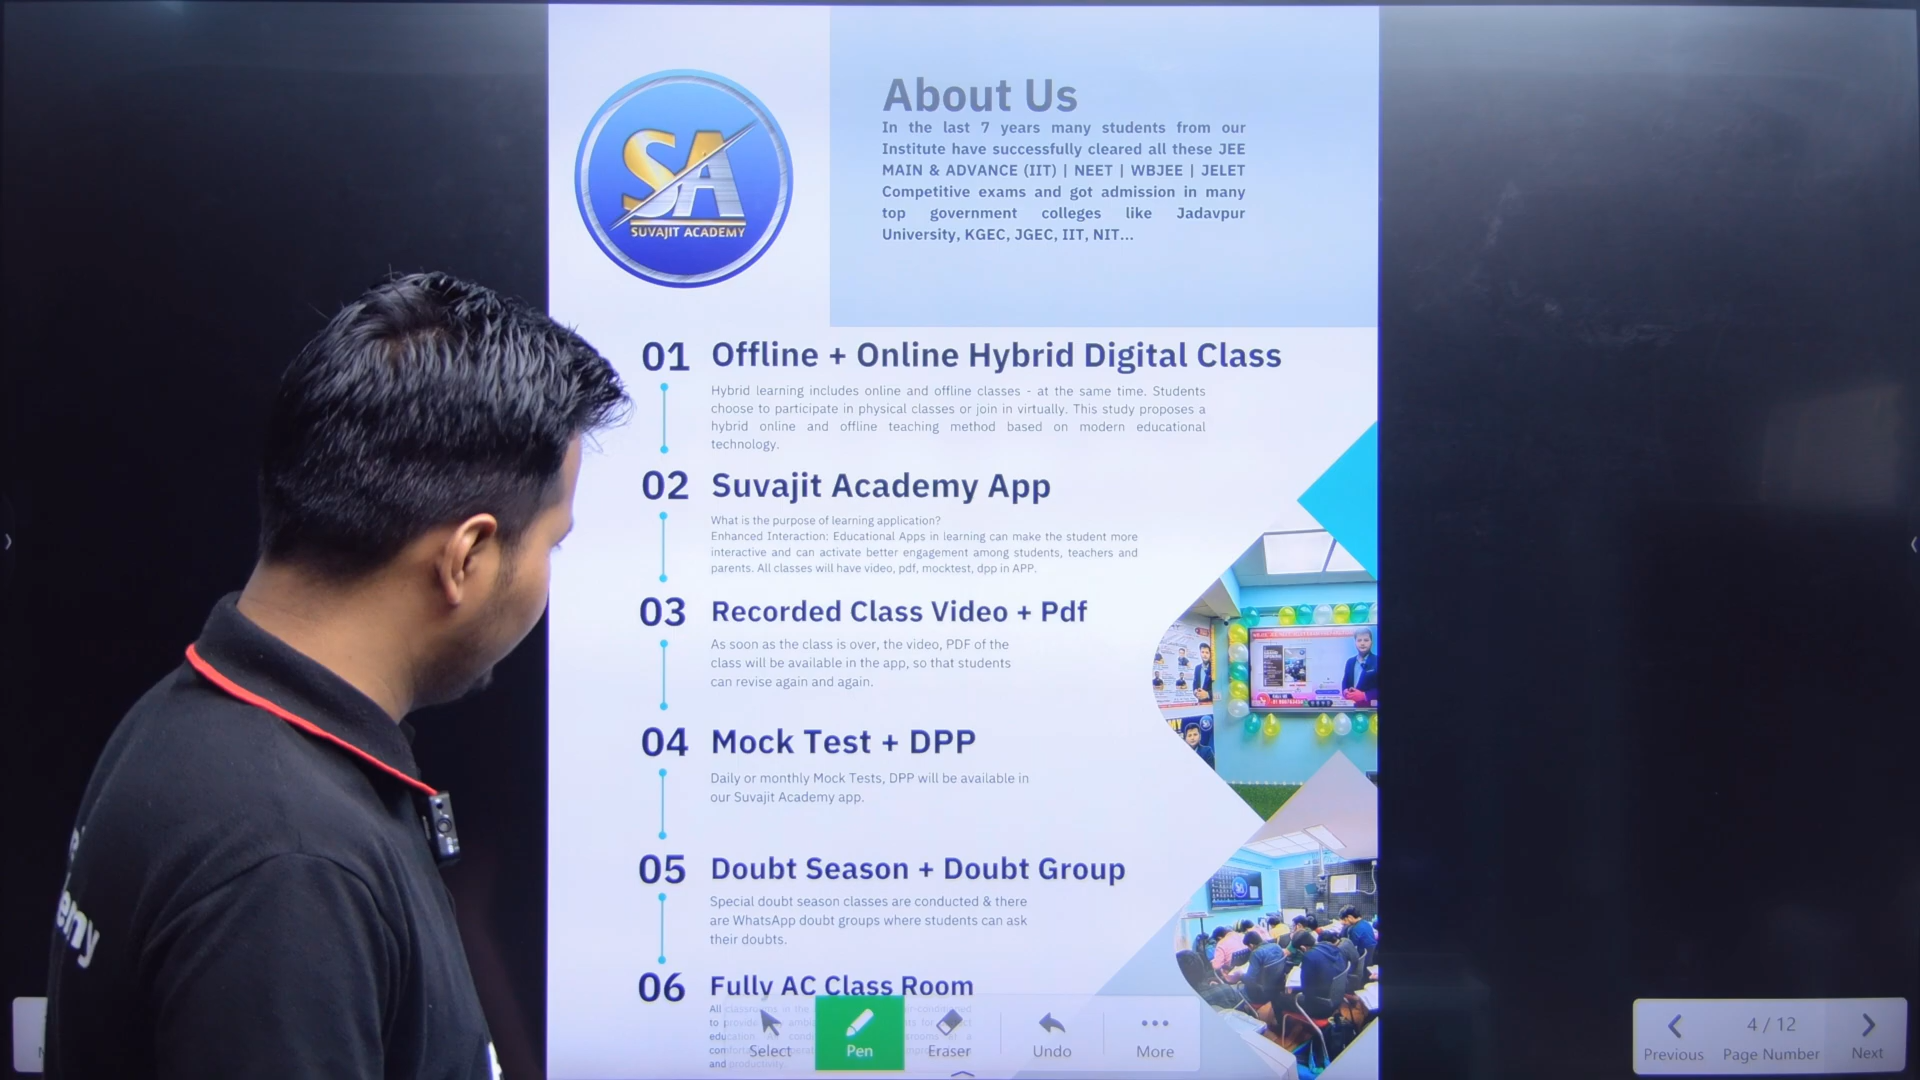 SA
SUVAJIT ACADEMY
About Us
In the last 7 years many students from our
Institute have successfully cleared all these JEE
MAIN & ADVANCE (IIT) | NEET | WBJEE | JELET
Competitive exams and got admission in many
top government colleges like Jadavpur
University, KGEC, JGEC, IIT, NIT...
01 Offline + Online Hybrid Digital Class
Hybrid learning includes online and offline classes - at the same time. Students
choose to participate in physical classes or join in virtually. This study proposes a
hybrid online and offline teaching method based on modern educational
technology.
02 Suvajit Academy App
What is the purpose of learning application?
Enhanced Interaction: Educational Apps in learning can make the student more
interactive and can activate better engagement among students, teachers and
parents. All classes will have video, pdf, mocktest, dpp in APP.
03 Recorded Class Video + Pdf
As soon as the class is over, the video, PDF of the
class will be available in the app, so that students
can revise again and again.
04 Mock Test + DPP
Daily or monthly Mock Tests, DPP will be available in
our Suvajit Academy app.
05 Doubt Season + Doubt Group
Special doubt season classes are conducted & there
are WhatsApp doubt groups where students can ask
their doubts.
06 Fully AC Class Room
All classrooms in the
to provide
education
and productivity.
Select
Pen
Eraser
Undo
More
4 / 12
Previous
Page Number
Next